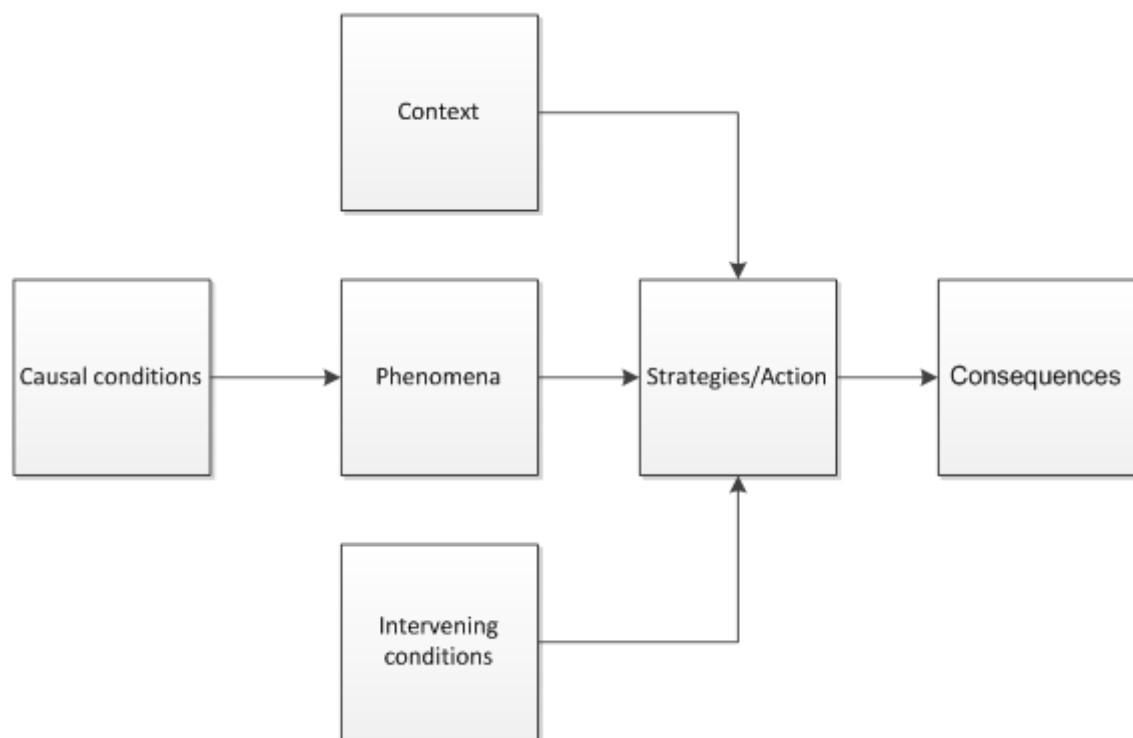 Context
Causal conditions
Phenomena
Strategies/Action
Consequences
Intervening
conditions